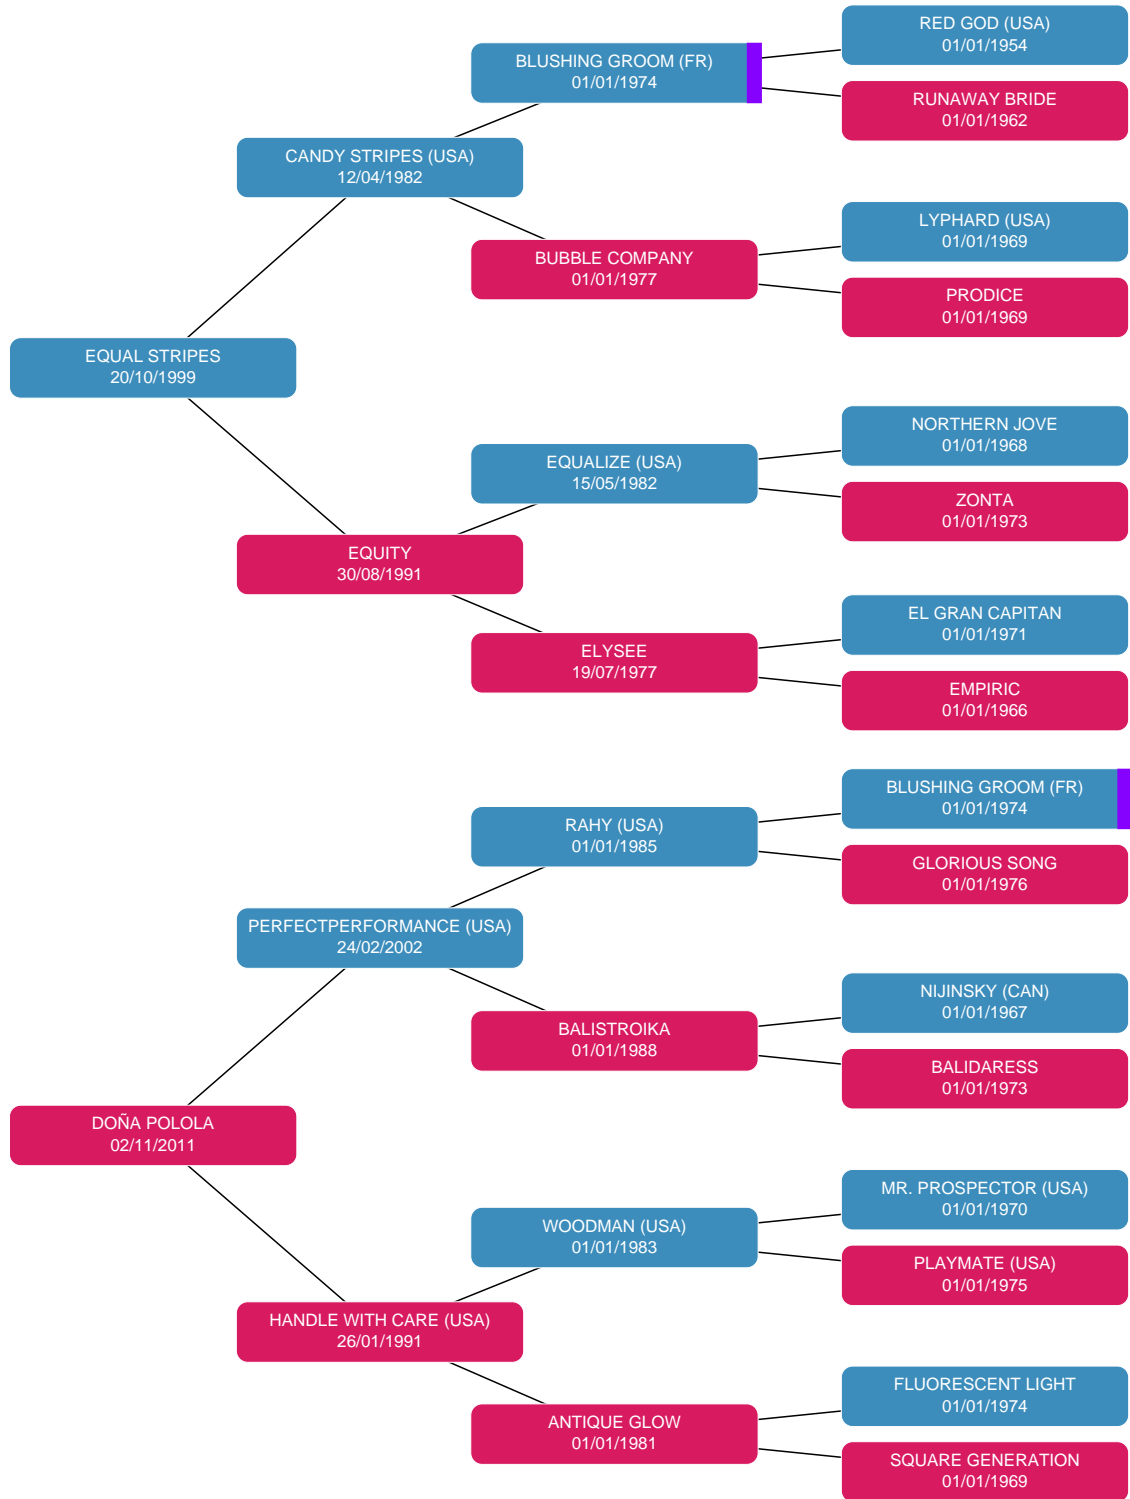 RED GOD (USA)
01/01/1954
BLUSHING GROOM (FR)
01/01/1974
RUNAWAY BRIDE
01/01/1962
CANDY STRIPES (USA)
12/04/1982
LYPHARD (USA)
01/01/1969
BUBBLE COMPANY
01/01/1977
PRODICE
01/01/1969
EQUAL STRIPES
20/10/1999
NORTHERN JOVE
01/01/1968
EQUALIZE (USA)
15/05/1982
ZONTA
01/01/1973
EQUITY
30/08/1991
EL GRAN CAPITAN
01/01/1971
ELYSEE
19/07/1977
EMPIRIC
01/01/1966
BLUSHING GROOM (FR)
01/01/1974
RAHY (USA)
01/01/1985
GLORIOUS SONG
01/01/1976
PERFECTPERFORMANCE (USA)
24/02/2002
NIJINSKY (CAN)
01/01/1967
BALISTROIKA
01/01/1988
BALIDARESS
01/01/1973
DOÑA POLOLA
02/11/2011
MR. PROSPECTOR (USA)
01/01/1970
WOODMAN (USA)
01/01/1983
PLAYMATE (USA)
01/01/1975
HANDLE WITH CARE (USA)
26/01/1991
FLUORESCENT LIGHT
01/01/1974
ANTIQUE GLOW
01/01/1981
SQUARE GENERATION
01/01/1969